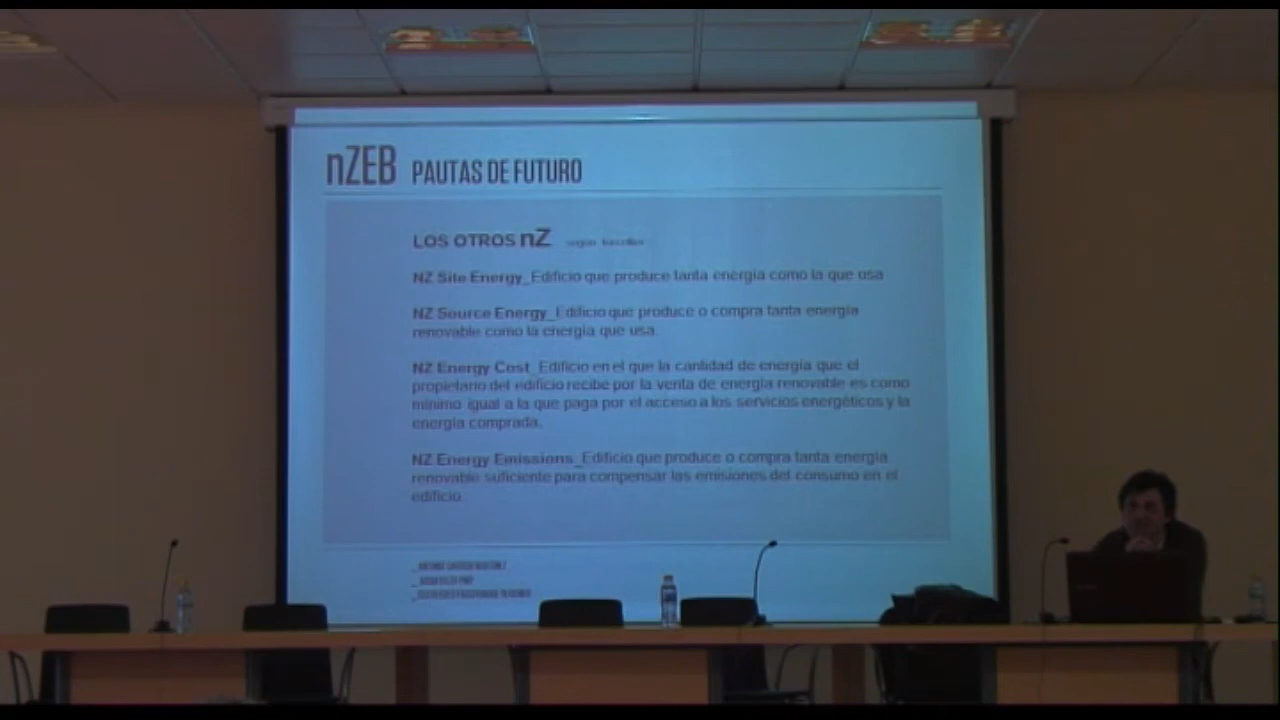 nZEB PAUTAS DE FUTURO
LOS OTROS nZ
NZ Site Energy_Edificio que produce tanta energía como la que usa
NZ Source Energy_Edificio que produce o compra tanta energía
renovable como la energía que usa.
NZ Energy Cost_Edificio en el que la cantidad de energía que el
propietario del edificio recibe por la venta de energía renovable es como
mínimo igual a la que paga por el acceso a los servicios energéticos y la
energía comprada.
NZ Energy Emissions_Edificio que produce o compra tanta energía
renovable suficiente para compensar las emisiones del consumo en el
edificio.